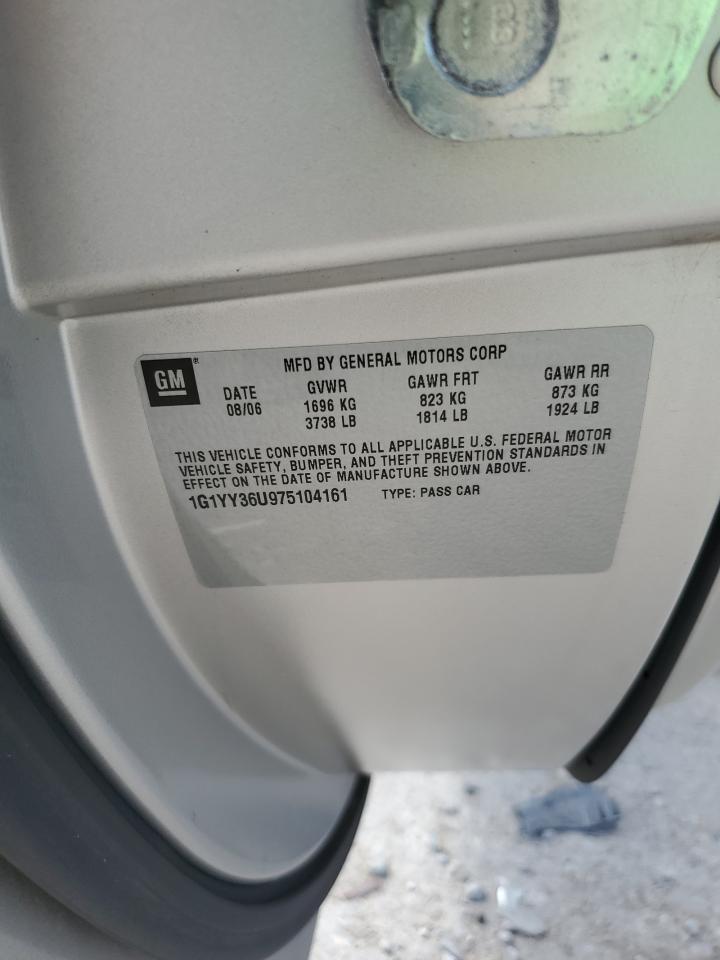 MFD BY GENERAL MOTORS CORP
GM ®
DATE GVWR GAWR FRT GAWR RR
08/06 1696 KG 823 KG 873 KG
3738 LB 1814 LB 1924 LB
THIS VEHICLE CONFORMS TO ALL APPLICABLE U.S. FEDERAL MOTOR
VEHICLE SAFETY, BUMPER, AND THEFT PREVENTION STANDARDS IN
EFFECT ON THE DATE OF MANUFACTURE SHOWN ABOVE.
1G1YY36U975104161 TYPE: PASS CAR